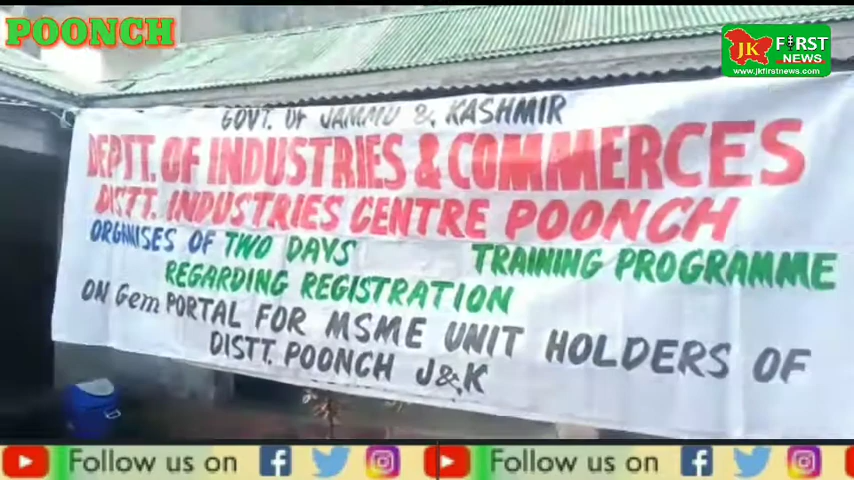 POONCH
JK FIRST
NEWS
www.jkfirstnews.com
GOVT. OF JAMMU & KASHMIR
DEPTT. OF INDUSTRIES & COMMERCES
DISTT. INDUSTRIES CENTRE POONCH
ORGANISES OF TWO DAYS TRAINING PROGRAMME
REGARDING REGISTRATION
ON Gem PORTAL FOR MSME UNIT HOLDERS OF
DISTT. POONCH J&K
Follow us on Follow us on